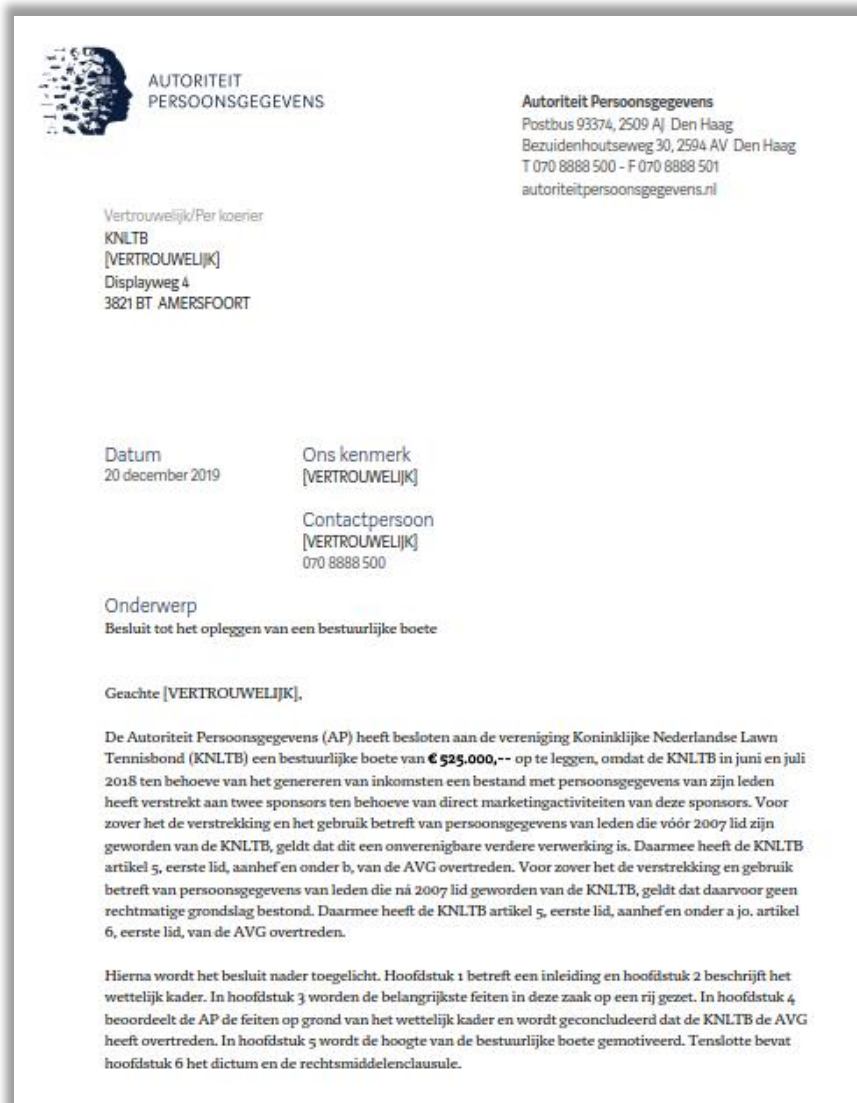 AUTORITEIT
PERSOONSGEGEVENS
Autoriteit Persoonsgegevens
Postbus 93374, 2509 AJ Den Haag
Bezuidenhoutseweg 30, 2594 AV Den Haag
T 070 8888 500 - F 070 8888 501
autoriteitpersoonsgegevens.nl
Vertrouwelijk/Per koerier
KNLTB
[VERTROUWELIJK]
Displayweg 4
3821 BT AMERSFOORT
Datum
20 december 2019
Ons kenmerk
[VERTROUWELIJK]
Contactpersoon
[VERTROUWELIJK]
070 8888 500
Onderwerp
Besluit tot het opleggen van een bestuurlijke boete
Geachte [VERTROUWELIJK],
De Autoriteit Persoonsgegevens (AP) heeft besloten aan de vereniging Koninklijke Nederlandse Lawn
Tennisbond (KNLTB) een bestuurlijke boete van € 525.000,-- op te leggen, omdat de KNLTB in juni en juli
2018 ten behoeve van het genereren van inkomsten een bestand met persoonsgegevens van zijn leden
heeft verstrekt aan twee sponsors ten behoeve van direct marketingactiviteiten van deze sponsors. Voor
zover het de verstrekking en het gebruik betreft van persoonsgegevens van leden die vóór 2007 lid zijn
geworden van de KNLTB, geldt dat dit een onverenigbare verdere verwerking is. Daarmee heeft de KNLTB
artikel 5, eerste lid, aanhef en onder b, van de AVG overtreden. Voor zover het de verstrekking en gebruik
betreft van persoonsgegevens van leden die ná 2007 lid geworden van de KNLTB, geldt dat daarvoor geen
rechtmatige grondslag bestond. Daarmee heeft de KNLTB artikel 5, eerste lid, aanhef en onder a jo. artikel
6, eerste lid, van de AVG overtreden.
Hierna wordt het besluit nader toegelicht. Hoofdstuk 1 betreft een inleiding en hoofdstuk 2 beschrijft het
wettelijk kader. In hoofdstuk 3 worden de belangrijkste feiten in deze zaak op een rij gezet. In hoofdstuk 4
beoordeelt de AP de feiten op grond van het wettelijk kader en wordt geconcludeerd dat de KNLTB de AVG
heeft overtreden. In hoofdstuk 5 wordt de hoogte van de bestuurlijke boete gemotiveerd. Tenslotte bevat
hoofdstuk 6 het dictum en de rechtsmiddelenclausule.